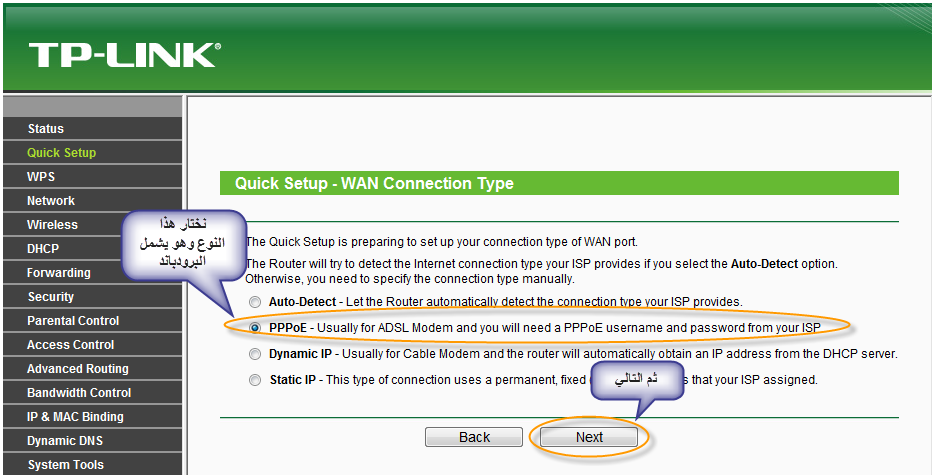 TP-LINK®
Status
Quick Setup
WPS
Network
Wireless
DHCP
Forwarding
Security
Parental Control
Access Control
Advanced Routing
Bandwidth Control
IP & MAC Binding
Dynamic DNS
System Tools
Quick Setup - WAN Connection Type
نختار هذا
النوع وهو يشمل
البرودباند
The Quick Setup is preparing to set up your connection type of WAN port.
The Router will try to detect the Internet connection type your ISP provides if you select the Auto-Detect option.
Otherwise, you need to specify the connection type manually.
Auto-Detect - Let the Router automatically detect the connection type your ISP provides.
PPPoE - Usually for ADSL Modem and you will need a PPPoE username and password from your ISP
Dynamic IP - Usually for Cable Modem and the router will automatically obtain an IP address from the DHCP server.
Static IP - This type of connection uses a permanent, fixed that your ISP assigned.
ثم التالي
Back
Next